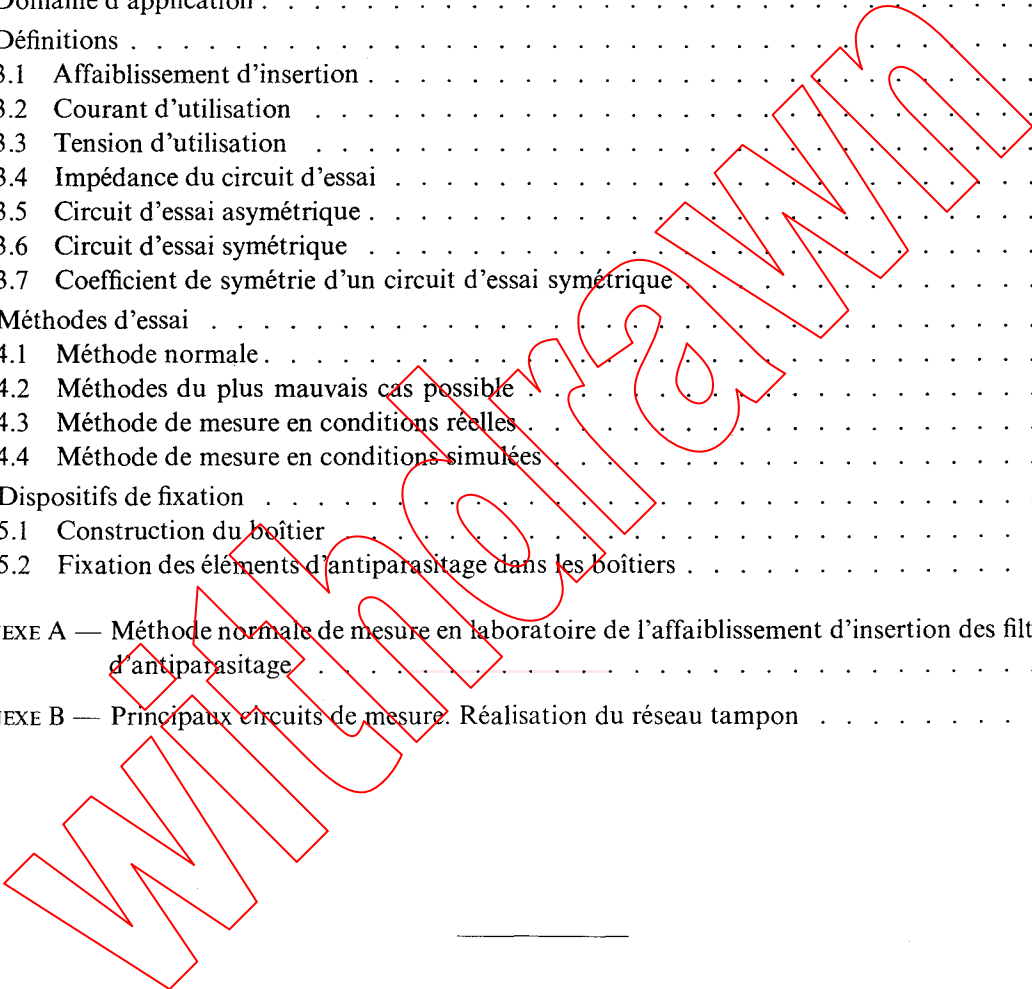 Domaine d'application . . . . . . . . . . . . . . . . . . . . . . . . . . . . . .
Définitions . . . . . . . . . . . . . . . . . . . . . . . . . . . . . . . . . . .
3.1 Affaiblissement d'insertion . . . . . . . . . . . . . . . . . . . . . . . . . .
3.2 Courant d'utilisation . . . . . . . . . . . . . . . . . . . . . . . . . . . .
3.3 Tension d'utilisation . . . . . . . . . . . . . . . . . . . . . . . . . . . .
3.4 Impédance du circuit d'essai . . . . . . . . . . . . . . . . . . . . . . . . .
3.5 Circuit d'essai asymétrique . . . . . . . . . . . . . . . . . . . . . . . . . .
3.6 Circuit d'essai symétrique . . . . . . . . . . . . . . . . . . . . . . . . . .
3.7 Coefficient de symétrie d'un circuit d'essai symétrique . . . . . . . . . . . . . .
Méthodes d'essai . . . . . . . . . . . . . . . . . . . . . . . . . . . . . . . .
4.1 Méthode normale . . . . . . . . . . . . . . . . . . . . . . . . . . . . . .
4.2 Méthodes du plus mauvais cas possible . . . . . . . . . . . . . . . . . . . .
4.3 Méthode de mesure en conditions réelles . . . . . . . . . . . . . . . . . . . .
4.4 Méthode de mesure en conditions simulées . . . . . . . . . . . . . . . . . . .
Dispositifs de fixation . . . . . . . . . . . . . . . . . . . . . . . . . . . . . .
5.1 Construction du boîtier . . . . . . . . . . . . . . . . . . . . . . . . . . .
5.2 Fixation des éléments d'antiparasitage dans les boîtiers . . . . . . . . . . . . .
EXE A — Méthode normale de mesure en laboratoire de l'affaiblissement d'insertion des filt
d'antiparasitage . . . . . . . . . . . . . . . . . . . . . . . . . . . .
EXE B — Principaux circuits de mesure. Réalisation du réseau tampon . . . . . . . .
withdrawn